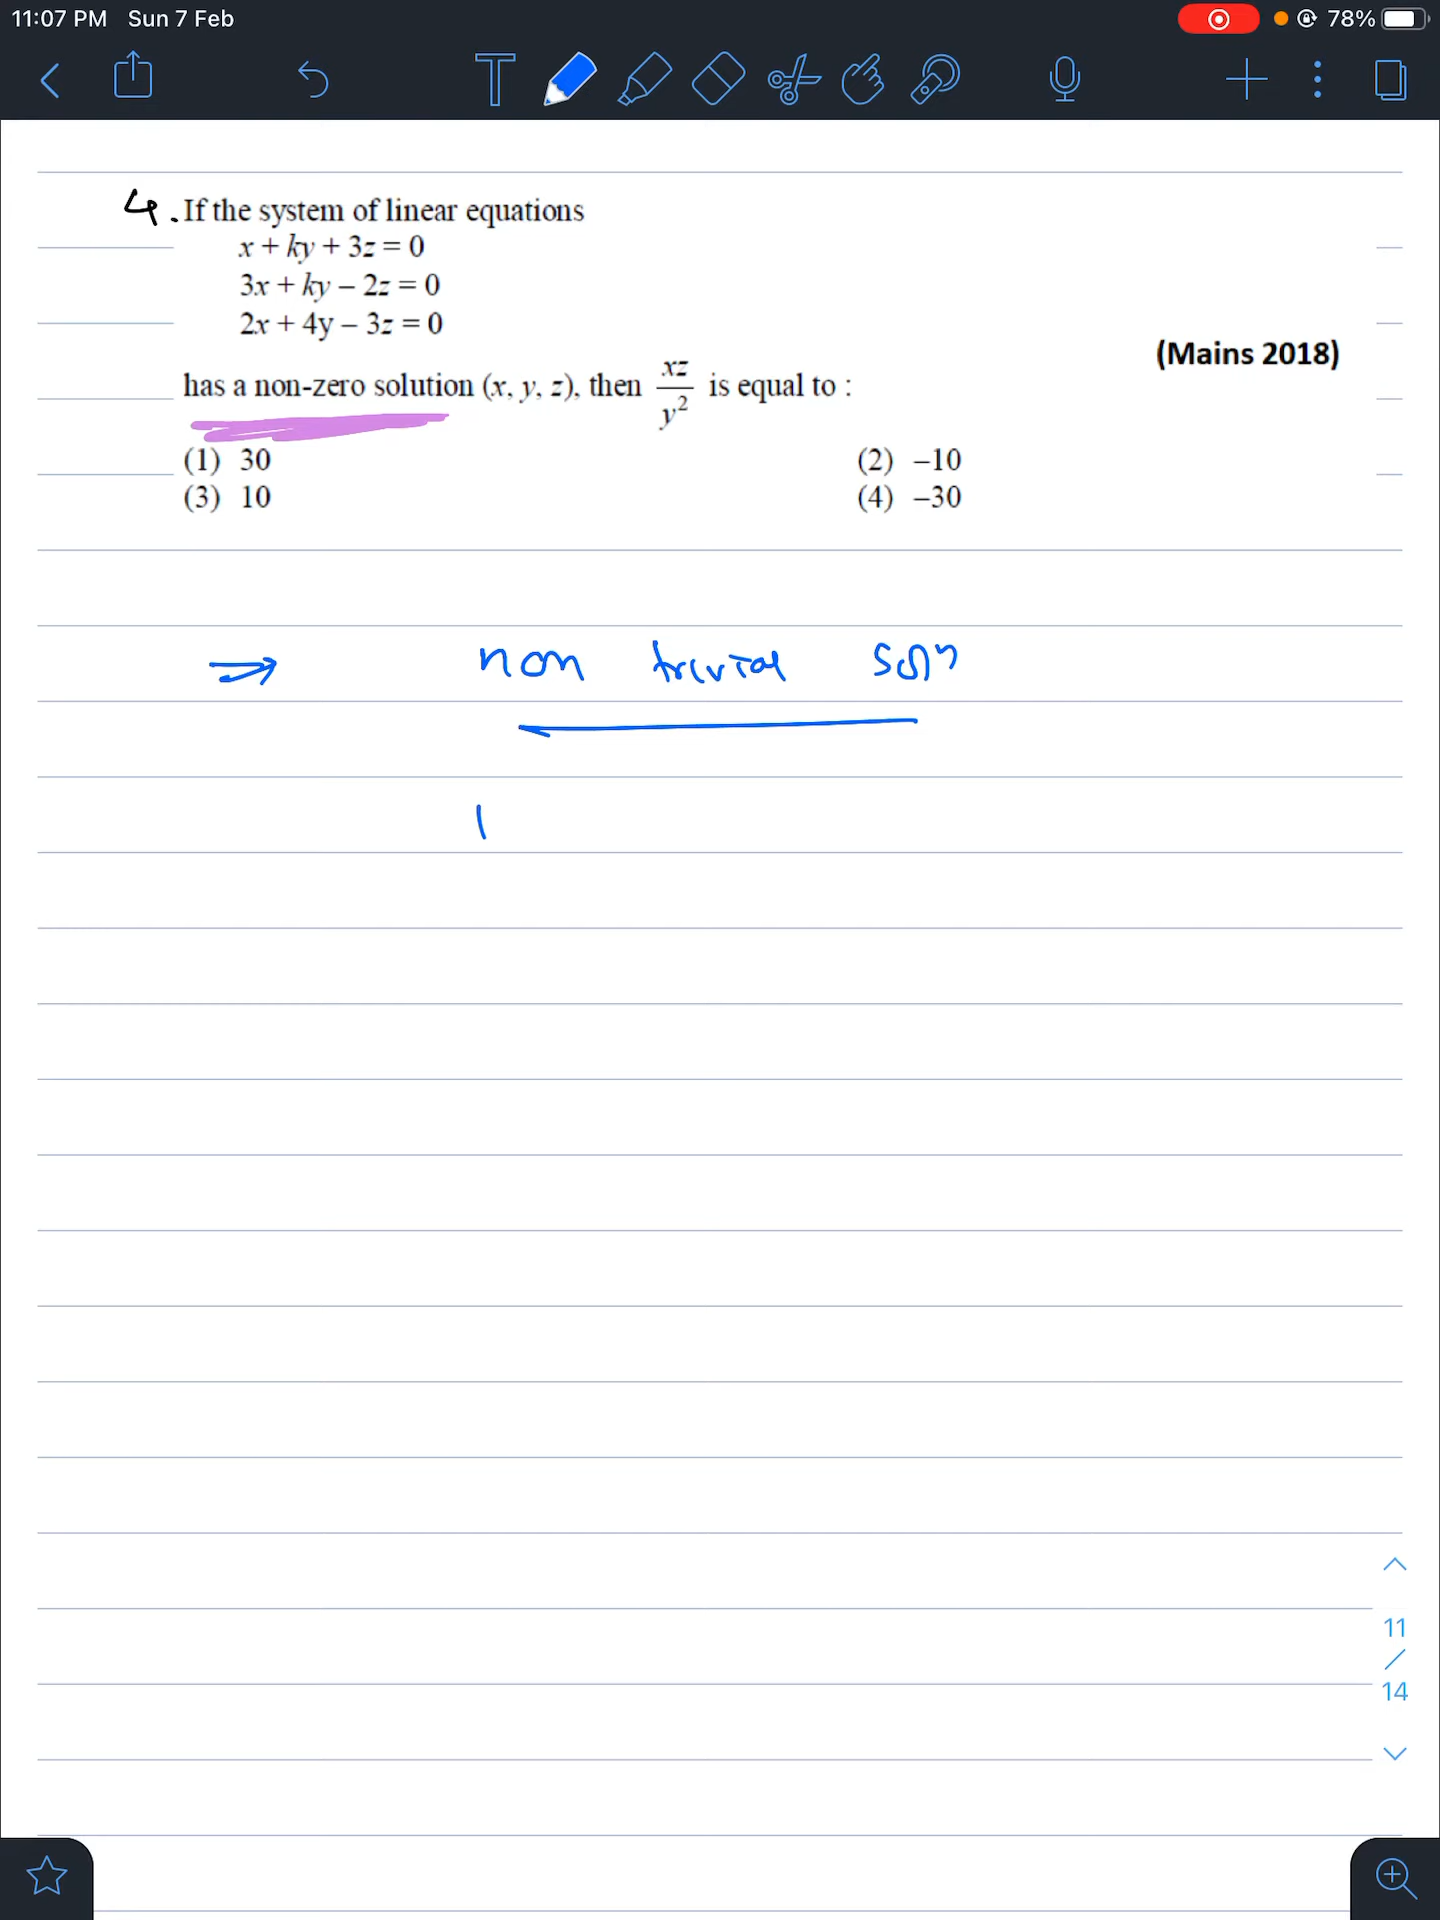 11:07 PM Sun 7 Feb 78%
4. If the system of linear equations
x + ky + 3z = 0
3x + ky – 2z = 0
2x + 4y – 3z = 0
(Mains 2018)
has a non-zero solution (x, y, z), then xz/y² is equal to :
(1) 30 (2) –10
(3) 10 (4) –30
⇒ non trivial solⁿ
11
/
14